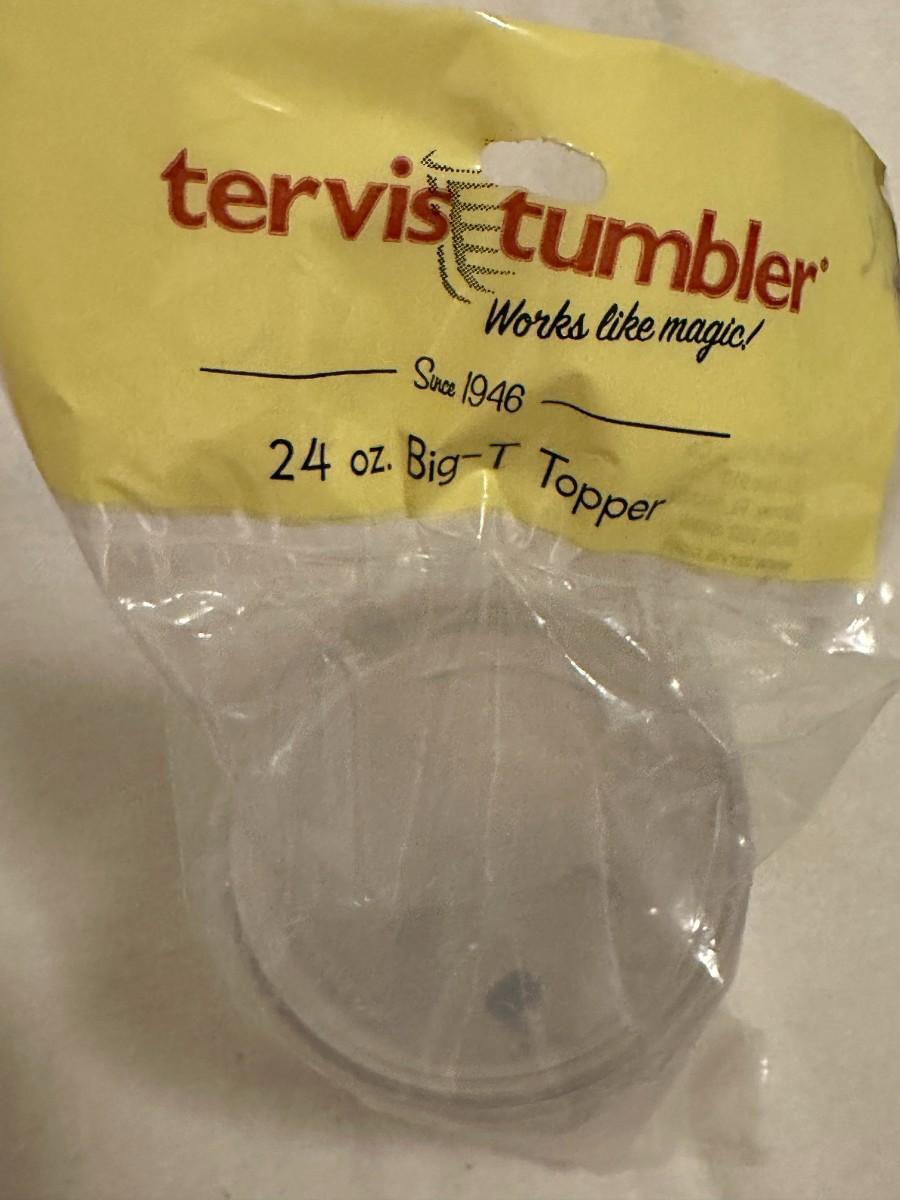 tervis tumbler®
Works like magic!
Since 1946
24 oz. Big-T Topper